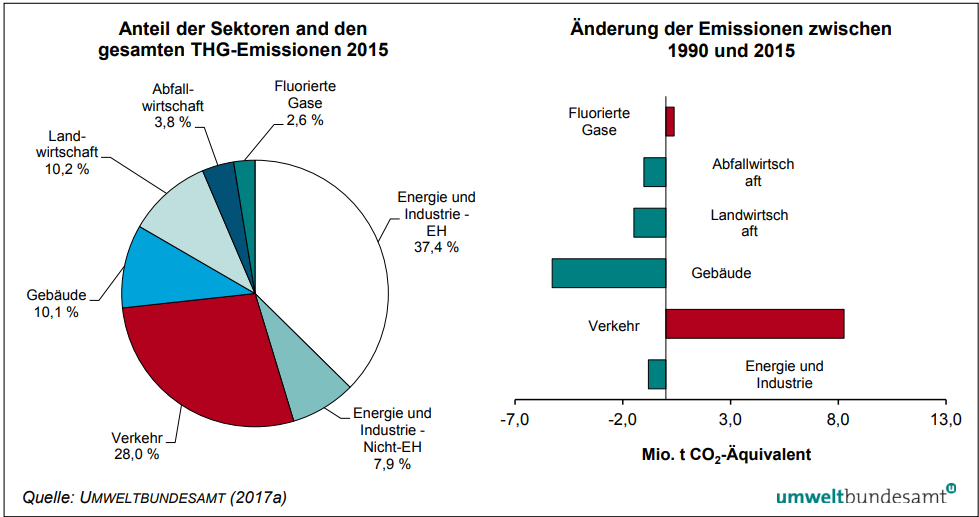 Anteil der Sektoren and den
gesamten THG-Emissionen 2015
Abfall-
wirtschaft
3,8 %
Fluorierte
Gase
2,6 %
Land-
wirtschaft
10,2 %
Energie und
Industrie -
EH
37,4 %
Gebäude
10,1 %
Energie und
Industrie -
Nicht-EH
7,9 %
Verkehr
28,0 %
Änderung der Emissionen zwischen
1990 und 2015
Fluorierte
Gase
Abfallwirtsch
aft
Landwirtsch
aft
Gebäude
Verkehr
Energie und
Industrie
-7,0 -2,0 3,0 8,0 13,0
Mio. t CO₂-Äquivalent
Quelle: UMWELTBUNDESAMT (2017a)
umweltbundesamt u